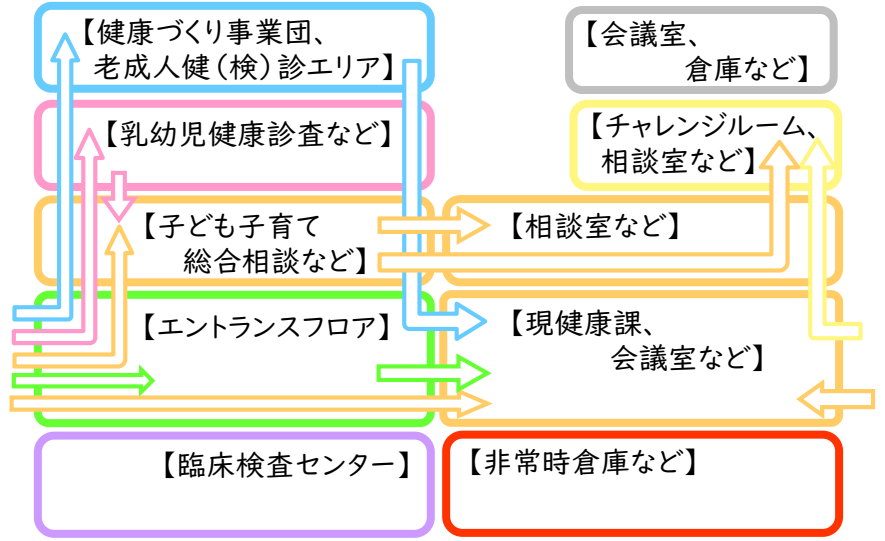 【健康づくり事業団、
老成人健（検）診エリア】
【会議室、
倉庫など】
【乳幼児健康診査など】
【チャレンジルーム、
相談室など】
【子ども子育て
総合相談など】
【相談室など】
【エントランスフロア】
【現健康課、
会議室など】
【臨床検査センター】
【非常時倉庫など】